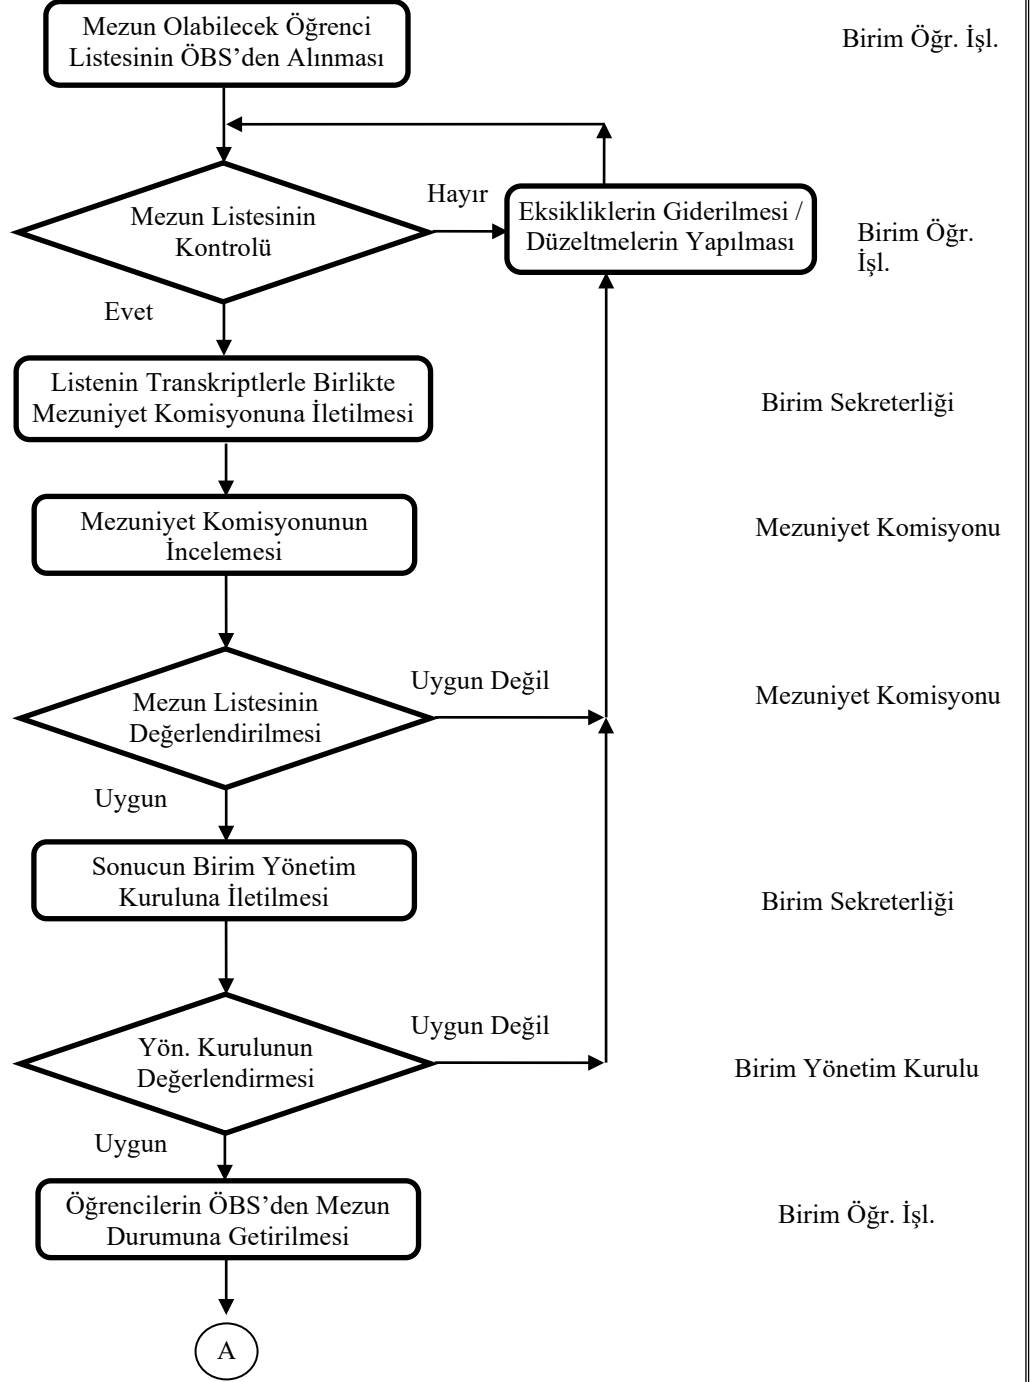 Mezun Olabilecek Öğrenci
Listesinin ÖBS’den Alınması
Birim Öğr. İşl.
Mezun Listesinin
Kontrolü
Hayır
Eksikliklerin Giderilmesi /
Düzeltmelerin Yapılması
Birim Öğr.
İşl.
Evet
Listenin Transkriptlerle Birlikte
Mezuniyet Komisyonuna İletilmesi
Birim Sekreterliği
Mezuniyet Komisyonunun
İncelemesi
Mezuniyet Komisyonu
Mezun Listesinin
Değerlendirilmesi
Uygun Değil
Mezuniyet Komisyonu
Uygun
Sonucun Birim Yönetim
Kuruluna İletilmesi
Birim Sekreterliği
Yön. Kurulunun
Değerlendirmesi
Uygun Değil
Birim Yönetim Kurulu
Uygun
Öğrencilerin ÖBS’den Mezun
Durumuna Getirilmesi
Birim Öğr. İşl.
A